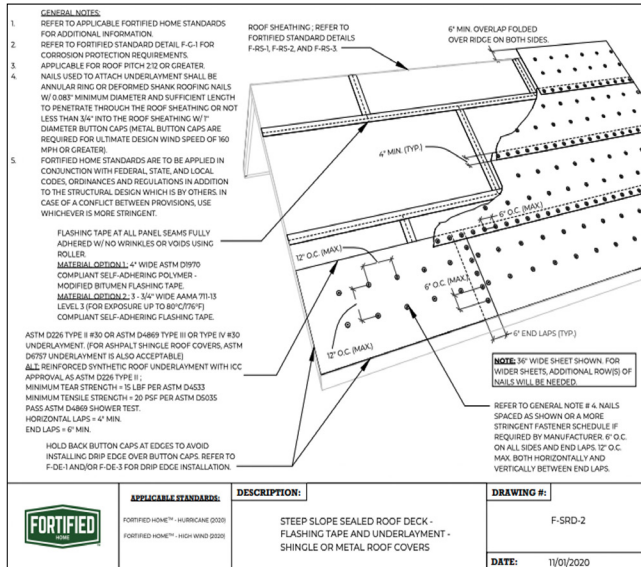 GENERAL NOTES:
1. REFER TO APPLICABLE FORTIFIED HOME STANDARDS
FOR ADDITIONAL INFORMATION.
2. REFER TO FORTIFIED STANDARD DETAIL F-G-1 FOR
CORROSION PROTECTION REQUIREMENTS.
3. APPLICABLE FOR ROOF PITCH 2:12 OR GREATER.
4. NAILS USED TO ATTACH UNDERLAYMENT SHALL BE
ANNULAR RING OR DEFORMED SHANK ROOFING NAILS
W/ 0.083" MINIMUM DIAMETER AND SUFFICIENT LENGTH
TO PENETRATE THROUGH THE ROOF SHEATHING OR NOT
LESS THAN 3/4" INTO THE ROOF SHEATHING W/ 1"
DIAMETER BUTTON CAPS (METAL BUTTON CAPS ARE
REQUIRED FOR ULTIMATE DESIGN WIND SPEED OF 160
MPH OR GREATER).
5. FORTIFIED HOME STANDARDS ARE TO BE APPLIED IN
CONJUNCTION WITH FEDERAL, STATE, AND LOCAL
CODES, ORDINANCES AND REGULATIONS IN ADDITION
TO THE STRUCTURAL DESIGN WHICH IS BY OTHERS. IN
CASE OF A CONFLICT BETWEEN PROVISIONS, USE
WHICHEVER IS MORE STRINGENT.
ROOF SHEATHING ; REFER TO
FORTIFIED STANDARD DETAILS
F-RS-1, F-RS-2, AND F-RS-3.
6" MIN. OVERLAP FOLDED
OVER RIDGE ON BOTH SIDES.
4" MIN. (TYP.)
6" O.C. (MAX.)
12" O.C. (MAX.)
6" O.C. (MAX.)
12" O.C. (MAX.)
6" END LAPS (TYP.)
FLASHING TAPE AT ALL PANEL SEAMS FULLY
ADHERED W/ NO WRINKLES OR VOIDS USING
ROLLER.
MATERIAL OPTION 1: 4" WIDE ASTM D1970
COMPLIANT SELF-ADHERING POLYMER -
MODIFIED BITUMEN FLASHING TAPE.
MATERIAL OPTION 2: 3 - 3/4" WIDE AAMA 711-13
LEVEL 3 (FOR EXPOSURE UP TO 80°C/176°F)
COMPLIANT SELF-ADHERING FLASHING TAPE.
ASTM D226 TYPE II #30 OR ASTM D4869 TYPE III OR TYPE IV #30
UNDERLAYMENT. (FOR ASHPALT SHINGLE ROOF COVERS, ASTM
D6757 UNDERLAYMENT IS ALSO ACCEPTABLE)
ALT: REINFORCED SYNTHETIC ROOF UNDERLAYMENT WITH ICC
APPROVAL AS ASTM D226 TYPE II ;
MINIMUM TEAR STRENGTH = 15 LBF PER ASTM D4533
MINIMUM TENSILE STRENGTH = 20 PSF PER ASTM D5035
PASS ASTM D4869 SHOWER TEST.
HORIZONTAL LAPS = 4" MIN.
END LAPS = 6" MIN.
HOLD BACK BUTTON CAPS AT EDGES TO AVOID
INSTALLING DRIP EDGE OVER BUTTON CAPS. REFER TO
F-DE-1 AND/OR F-DE-3 FOR DRIP EDGE INSTALLATION.
NOTE: 36" WIDE SHEET SHOWN. FOR
WIDER SHEETS, ADDITIONAL ROW(S) OF
NAILS WILL BE NEEDED.
REFER TO GENERAL NOTE # 4. NAILS
SPACED AS SHOWN OR A MORE
STRINGENT FASTENER SCHEDULE IF
REQUIRED BY MANUFACTURER. 6" O.C.
ON ALL SIDES AND END LAPS. 12" O.C.
MAX. BOTH HORIZONTALLY AND
VERTICALLY BETWEEN END LAPS.
FORTIFIED
HOME
APPLICABLE STANDARDS:
FORTIFIED HOME™ - HURRICANE (2020)
FORTIFIED HOME™ - HIGH WIND (2020)
DESCRIPTION:
STEEP SLOPE SEALED ROOF DECK -
FLASHING TAPE AND UNDERLAYMENT -
SHINGLE OR METAL ROOF COVERS
DRAWING #:
F-SRD-2
DATE: 11/01/2020